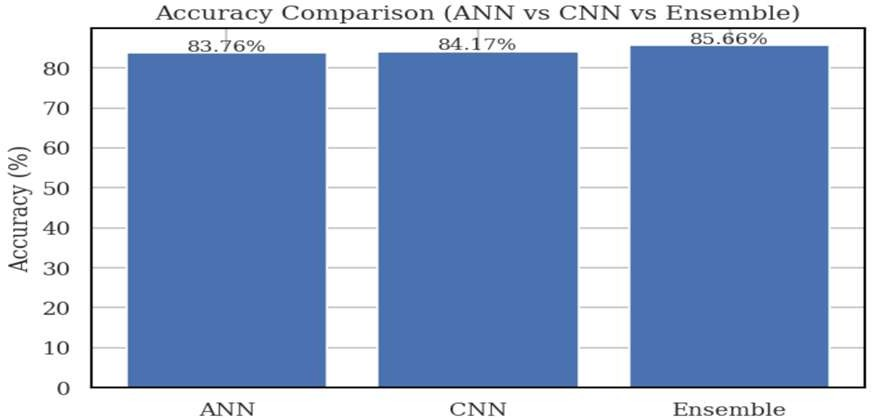 Accuracy Comparison (ANN vs CNN vs Ensemble)
83.76%
84.17%
85.66%
80
70
60
50
40
30
20
10
0
Accuracy (%)
ANN
CNN
Ensemble